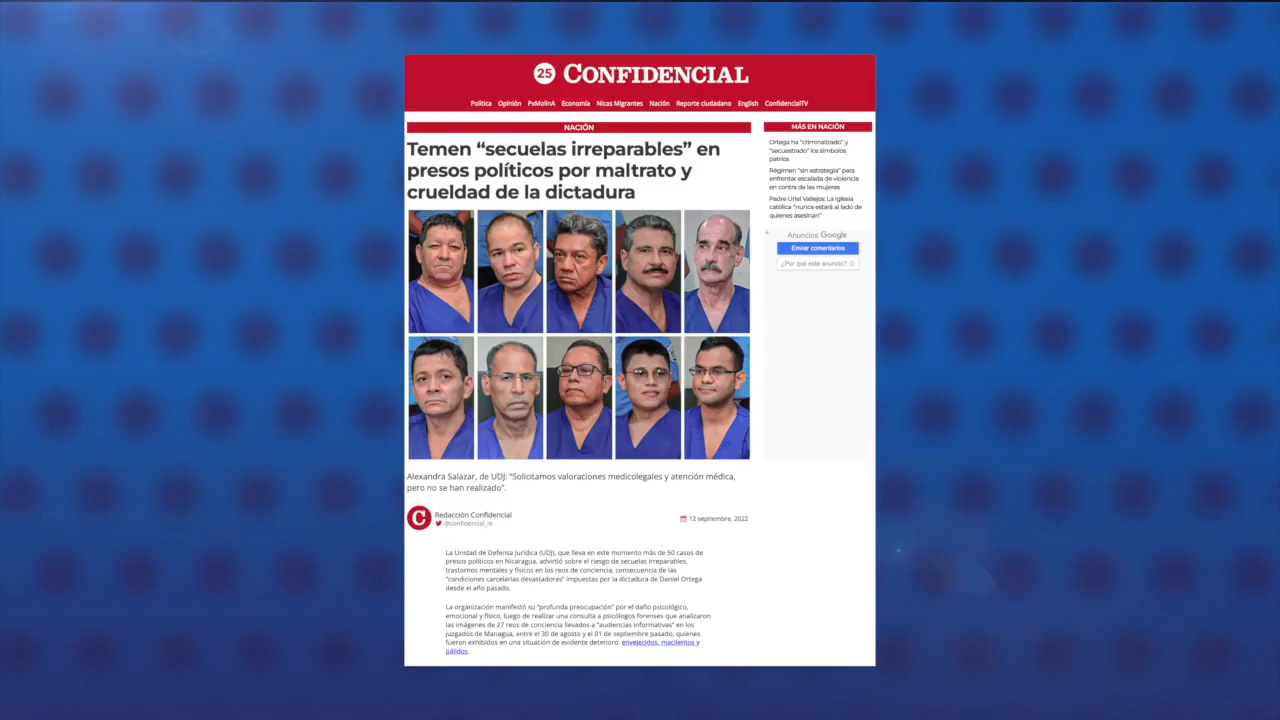 25 CONFIDENCIAL
Política Opinión PxMolinA Economía Nicas Migrantes Nación Reporte ciudadano English ConfidencialTV
NACIÓN
Temen “secuelas irreparables” en
presos políticos por maltrato y
crueldad de la dictadura
Alexandra Salazar, de UDJ: “Solicitamos valoraciones medicolegales y atención médica,
pero no se han realizado”.
C
Redacción Confidencial
@confidencial_ni
12 septiembre, 2022
La Unidad de Defensa Jurídica (UDJ), que lleva en este momento más de 50 casos de
presos políticos en Nicaragua, advirtió sobre el riesgo de secuelas irreparables,
trastornos mentales y físicos en los reos de conciencia, consecuencia de las
“condiciones carcelarias devastadoras” impuestas por la dictadura de Daniel Ortega
desde el año pasado.
La organización manifestó su “profunda preocupación” por el daño psicológico,
emocional y físico, luego de realizar una consulta a psicólogos forenses que analizaron
las imágenes de 27 reos de conciencia llevados a “audiencias informativas” en los
juzgados de Managua, entre el 30 de agosto y el 01 de septiembre pasado, quienes
fueron exhibidos en una situación de evidente deterioro: envejecidos, macilentos y
pálidos.
MÁS EN NACIÓN
Ortega ha “criminalizado” y
“secuestrado” los símbolos
patrios
Régimen “sin estrategia” para
enfrentar escalada de violencia
en contra de las mujeres
Padre Uriel Vallejos: La iglesia
católica “nunca estará al lado de
quienes asesinan”
Anuncios Google
Enviar comentarios
¿Por qué este anuncio?